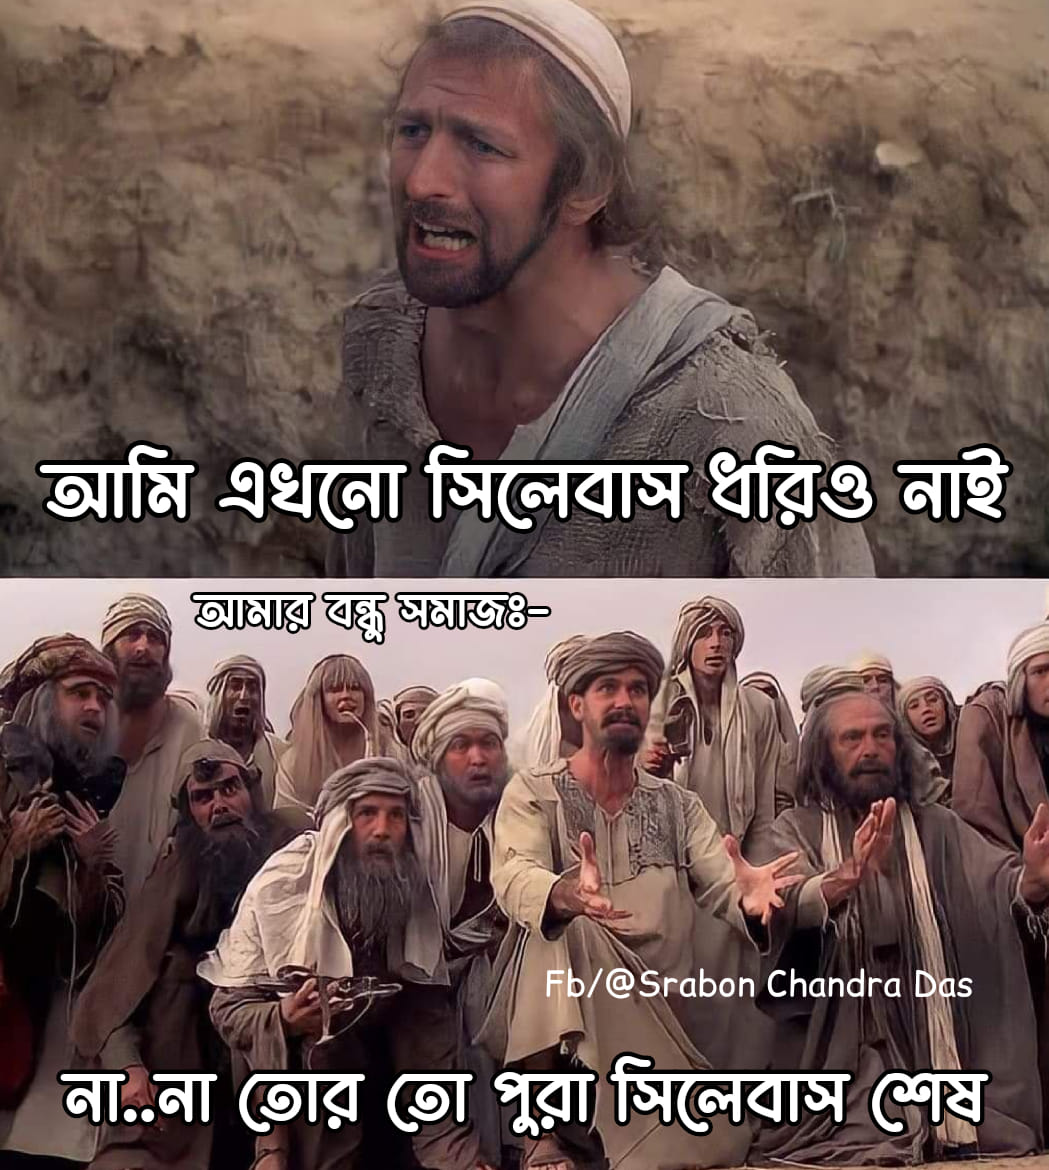 আমি এখনো সিলেবাস ধরিও নাই
আমার বন্ধু সমাজঃ-
Fb/@Srabon Chandra Das
না..না তোর তো পুরা সিলেবাস শেষ